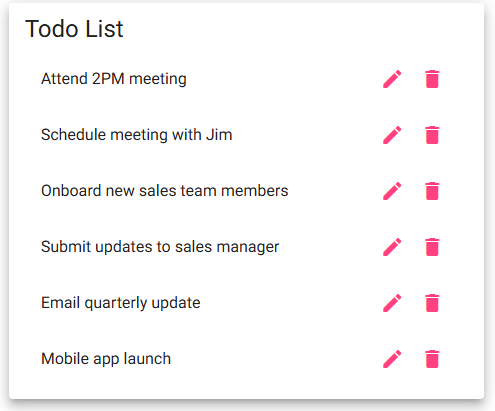 Todo List
Attend 2PM meeting
Schedule meeting with Jim
Onboard new sales team members
Submit updates to sales manager
Email quarterly update
Mobile app launch